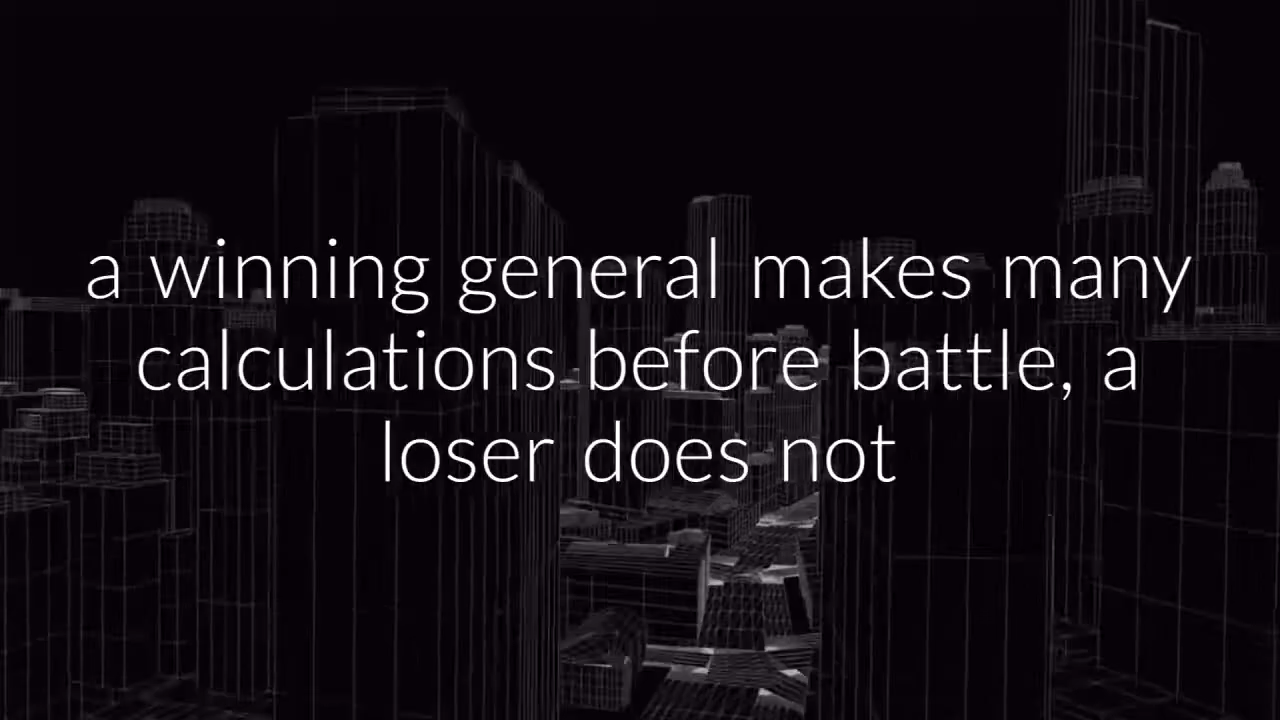 a winning general makes many
calculations before battle, a
loser does not